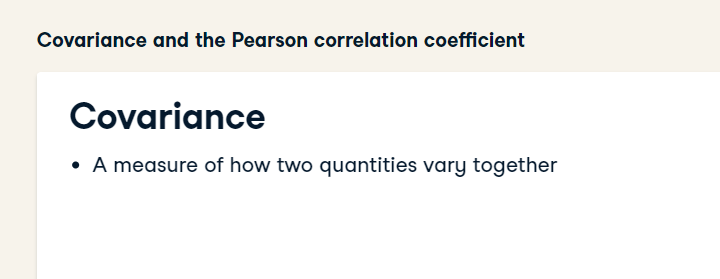 Covariance and the Pearson correlation coefficient
Covariance
• A measure of how two quantities vary together